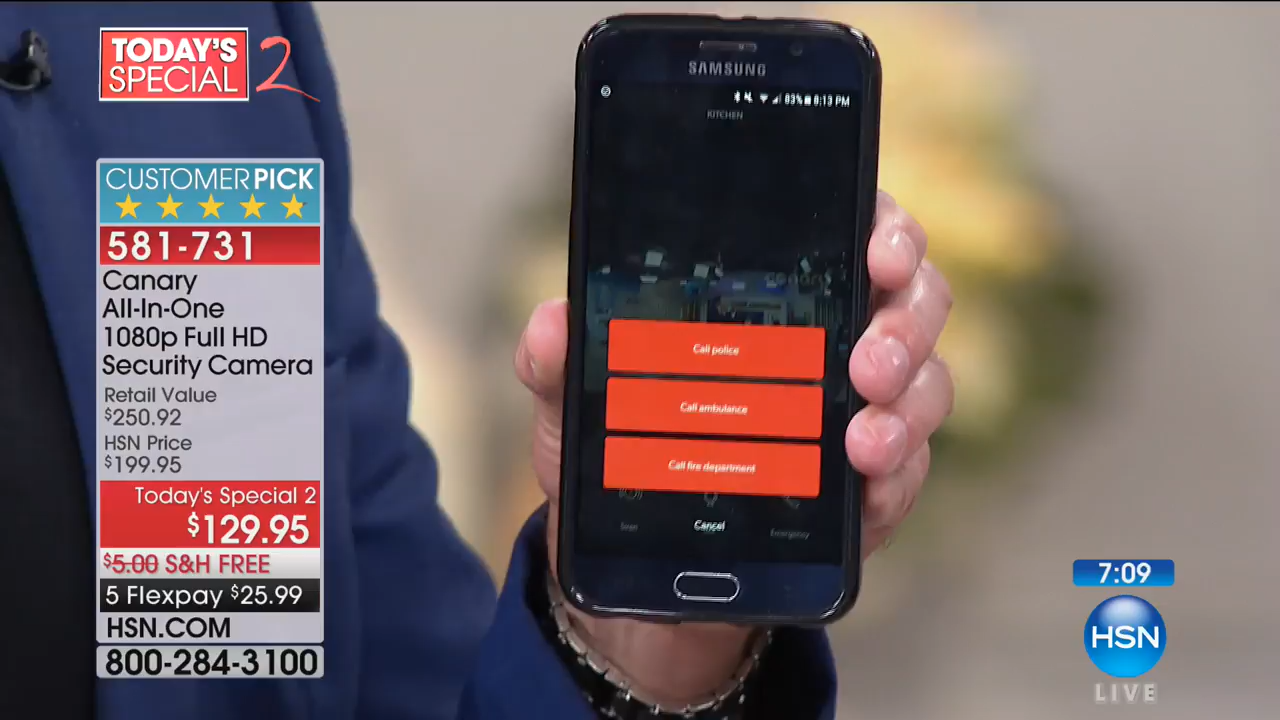 TODAY'S
SPECIAL 2
CUSTOMER PICK
581-731
Canary
All-In-One
1080p Full HD
Security Camera
Retail Value
$250.92
HSN Price
$199.95
Today's Special 2
$129.95
$5.00 S&H FREE
5 Flexpay $25.99
HSN.COM
800-284-3100
SAMSUNG
83% 8:13 PM
KITCHEN
canary
Call police
Call ambulance
Call fire department
Cancel
Emergency
7:09
HSN
LIVE